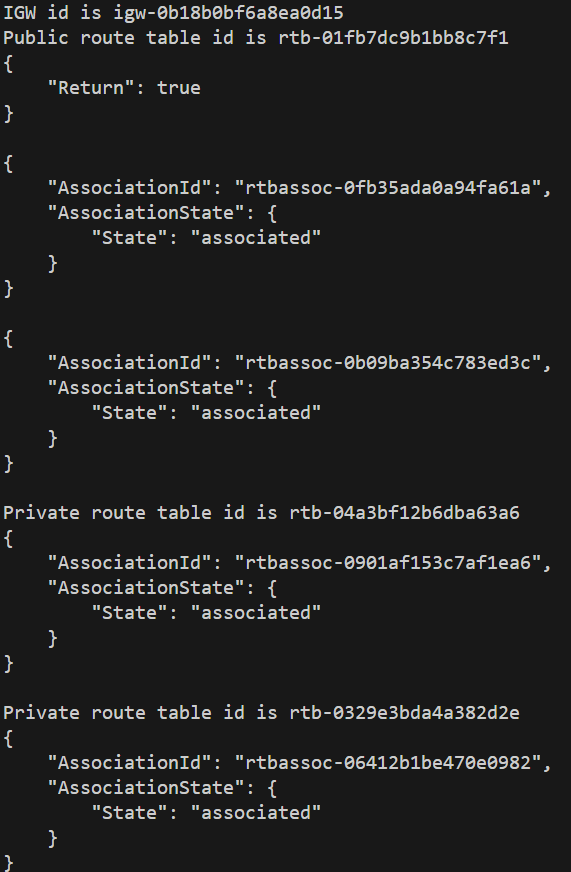 IGW id is igw-0b18b0bf6a8ea0d15
Public route table id is rtb-01fb7dc9b1bb8c7f1
{
    "Return": true
}

{
    "AssociationId": "rtbassoc-0fb35ada0a94fa61a",
    "AssociationState": {
        "State": "associated"
    }
}

{
    "AssociationId": "rtbassoc-0b09ba354c783ed3c",
    "AssociationState": {
        "State": "associated"
    }
}

Private route table id is rtb-04a3bf12b6dba63a6
{
    "AssociationId": "rtbassoc-0901af153c7af1ea6",
    "AssociationState": {
        "State": "associated"
    }
}

Private route table id is rtb-0329e3bda4a382d2e
{
    "AssociationId": "rtbassoc-06412b1be470e0982",
    "AssociationState": {
        "State": "associated"
    }
}